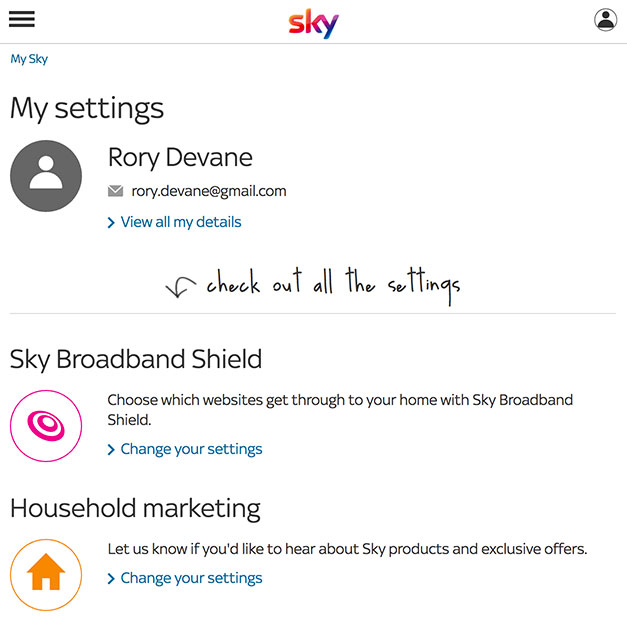 sky
My Sky
My settings
Rory Devane
rory.devane@gmail.com
View all my details
check out all the settings
Sky Broadband Shield
Choose which websites get through to your home with Sky Broadband
Shield.
Change your settings
Household marketing
Let us know if you'd like to hear about Sky products and exclusive offers.
Change your settings